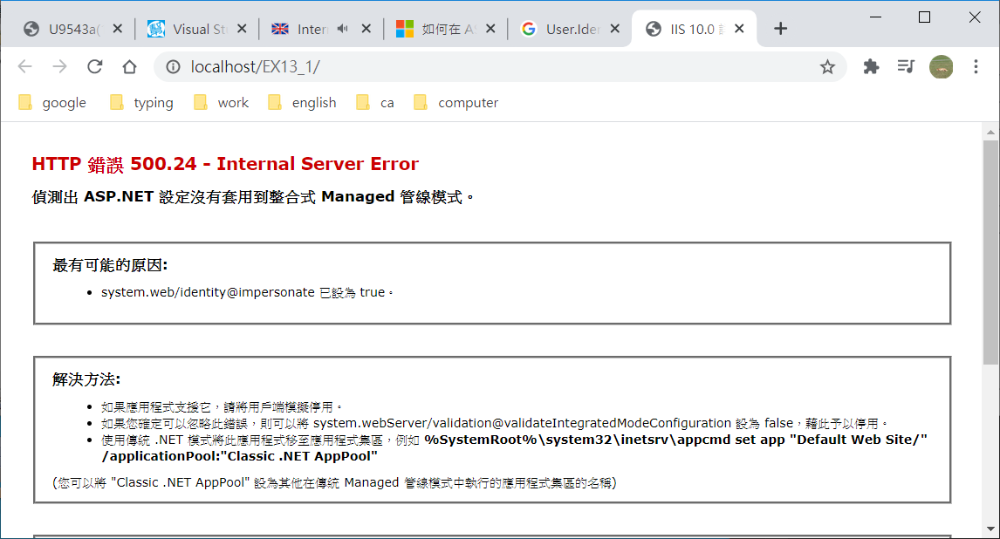 U9543a(
Visual St
Inter
如何在 A
User.Ide
IIS 10.0
localhost/EX13_1/
google
typing
work
english
ca
computer
HTTP 錯誤 500.24 - Internal Server Error
偵測出 ASP.NET 設定沒有套用到整合式 Managed 管線模式。
最有可能的原因:
• system.web/identity@impersonate 已設為 true。
解決方法:
• 如果應用程式支援它，請將用戶端模擬停用。
• 如果您確定可以忽略此錯誤，則可以將 system.webServer/validation@validateIntegratedModeConfiguration 設為 false，藉此予以停用。
• 使用傳統 .NET 模式將此應用程式移至應用程式集區，例如 %SystemRoot%\system32\inetsrv\appcmd set app "Default Web Site/"
/applicationPool:"Classic .NET AppPool"
(您可以將 "Classic .NET AppPool" 設為其他在傳統 Managed 管線模式中執行的應用程式集區的名稱)